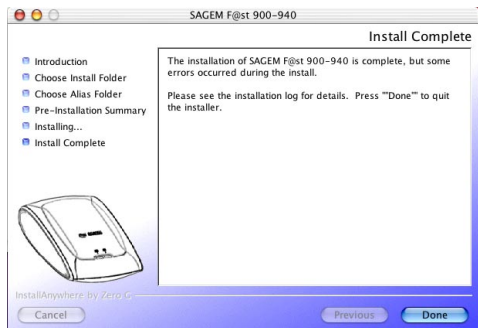 SAGEM F@st 900-940
Install Complete
Introduction
Choose Install Folder
Choose Alias Folder
Pre-Installation Summary
Installing...
Install Complete
The installation of SAGEM F@st 900-940 is complete, but some
errors occurred during the install.
Please see the installation log for details. Press ""Done"" to quit
the installer.
InstallAnywhere by Zero G
Cancel
Previous
Done